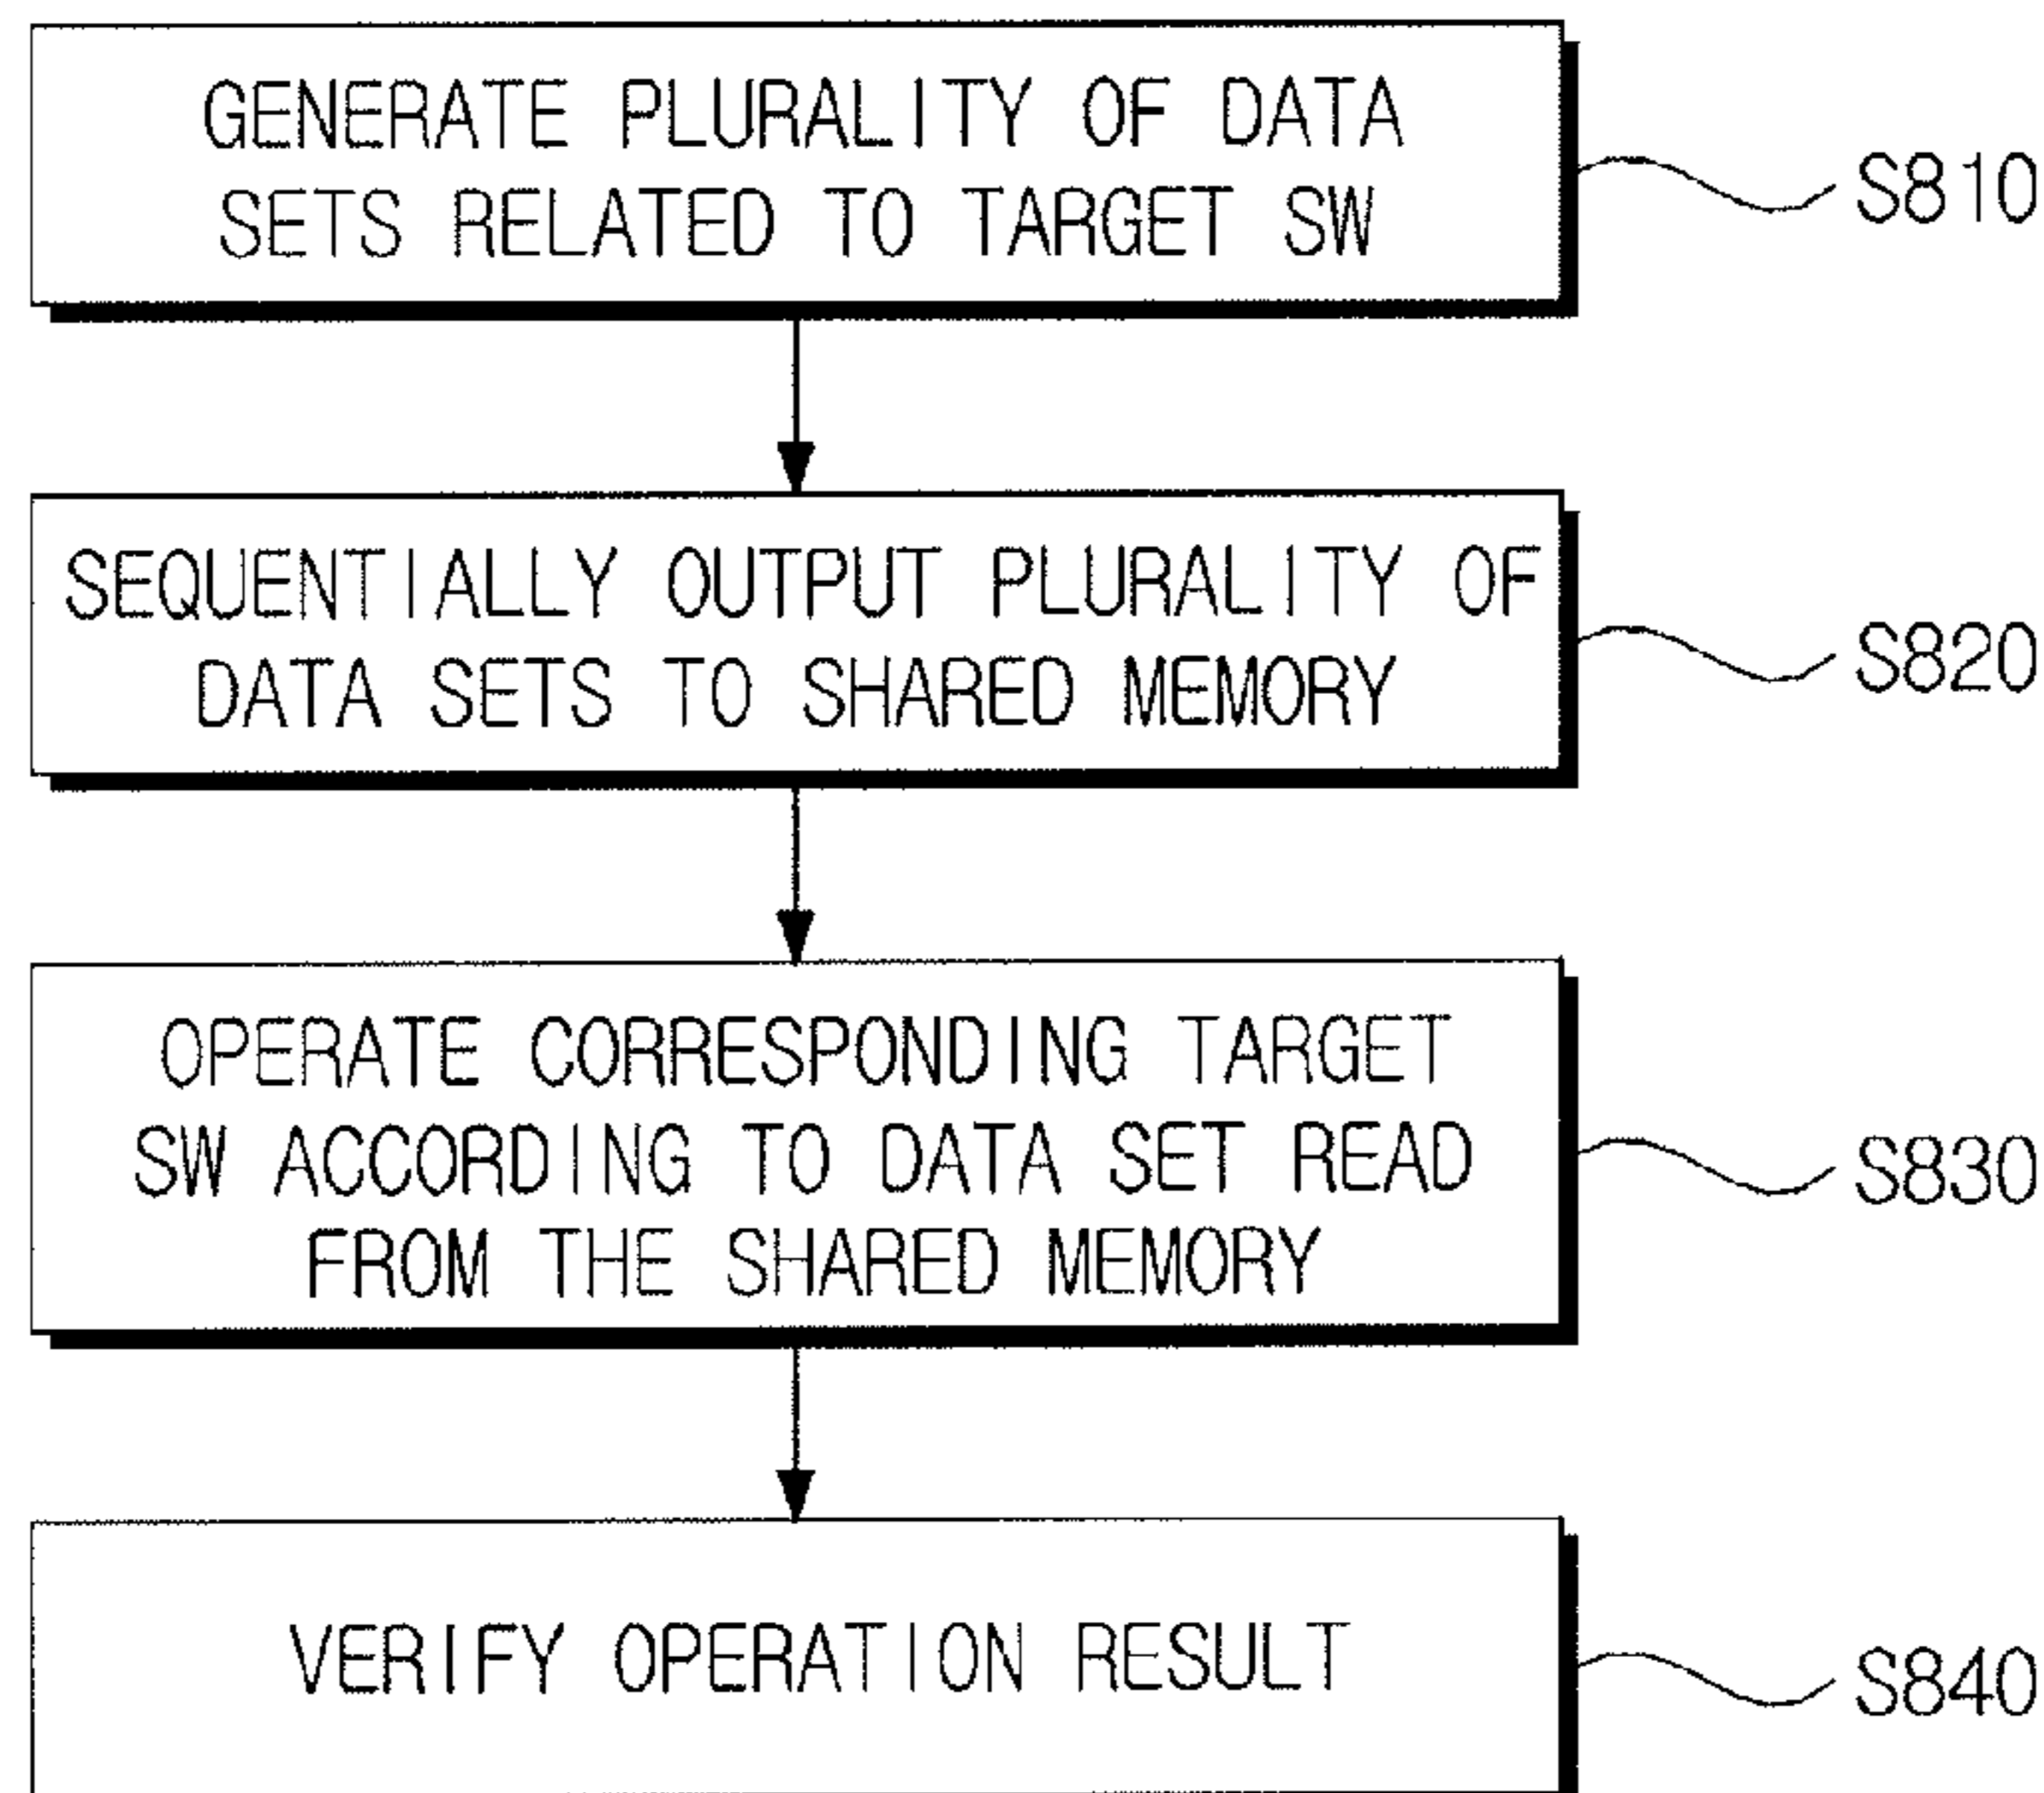 GENERATE PLURALITY OF DATA
SETS RELATED TO TARGET SW
S810
SEQUENTIALLY OUTPUT PLURALITY OF
DATA SETS TO SHARED MEMORY
S820
OPERATE CORRESPONDING TARGET
SW ACCORDING TO DATA SET READ
FROM THE SHARED MEMORY
S830
VERIFY OPERATION RESULT
S840